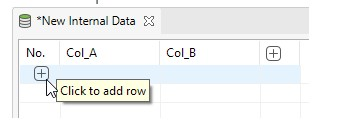 *New Internal Data
No. Col_A Col_B
Click to add row